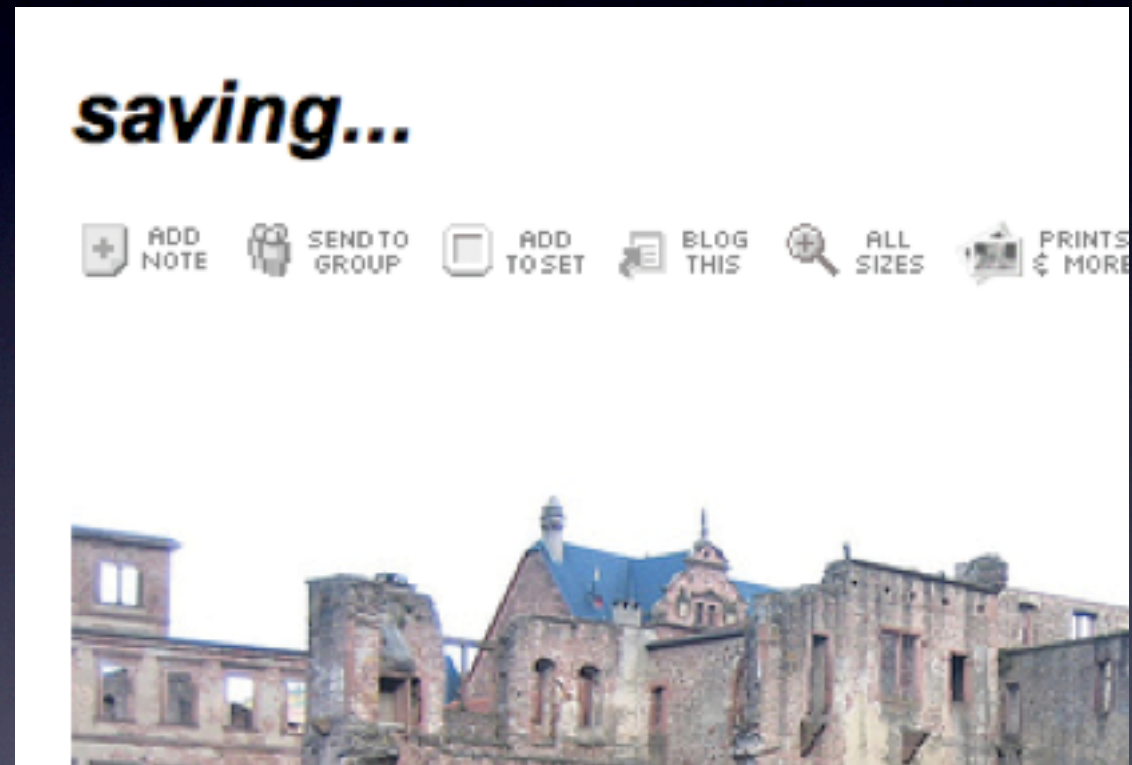 saving...
ADD NOTE
SEND TO GROUP
ADD TO SET
BLOG THIS
ALL SIZES
PRINTS & MORE